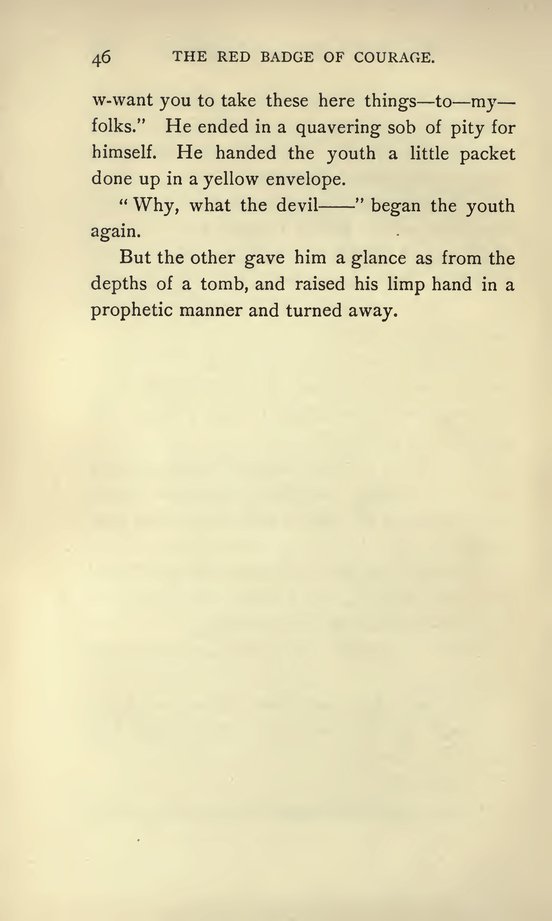 46 THE RED BADGE OF COURAGE.
w-want you to take these here things—to—my—
folks." He ended in a quavering sob of pity for
himself. He handed the youth a little packet
done up in a yellow envelope.
"Why, what the devil——" began the youth
again.
But the other gave him a glance as from the
depths of a tomb, and raised his limp hand in a
prophetic manner and turned away.